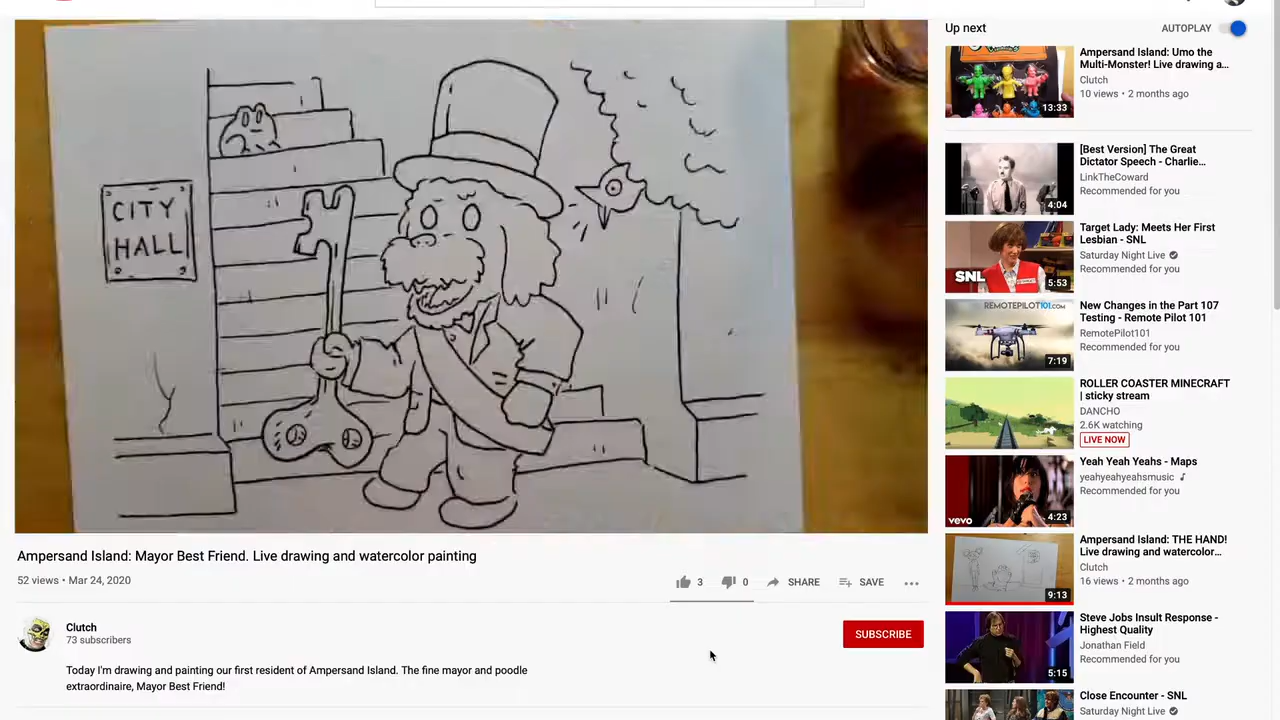 CITY
HALL
Ampersand Island: Mayor Best Friend. Live drawing and watercolor painting
52 views • Mar 24, 2020
3
0
SHARE
SAVE
Clutch
73 subscribers
SUBSCRIBE
Today I'm drawing and painting our first resident of Ampersand Island. The fine mayor and poodle
extraordinaire, Mayor Best Friend!
Up next
AUTOPLAY
13:33
Ampersand Island: Umo the
Multi-Monster! Live drawing a...
Clutch
10 views • 2 months ago
4:04
[Best Version] The Great
Dictator Speech - Charlie...
LinkTheCoward
Recommended for you
SNL
5:53
Target Lady: Meets Her First
Lesbian - SNL
Saturday Night Live
Recommended for you
REMOTEPILOT101.COM
7:19
New Changes in the Part 107
Testing - Remote Pilot 101
RemotePilot101
Recommended for you
ROLLER COASTER MINECRAFT
| sticky stream
DANCHO
2.6K watching
LIVE NOW
vevo
4:23
Yeah Yeah Yeahs - Maps
yeahyeahyeahsmusic
Recommended for you
9:13
Ampersand Island: THE HAND!
Live drawing and watercolor...
Clutch
16 views • 2 months ago
5:15
Steve Jobs Insult Response -
Highest Quality
Jonathan Field
Recommended for you
Close Encounter - SNL
Saturday Night Live